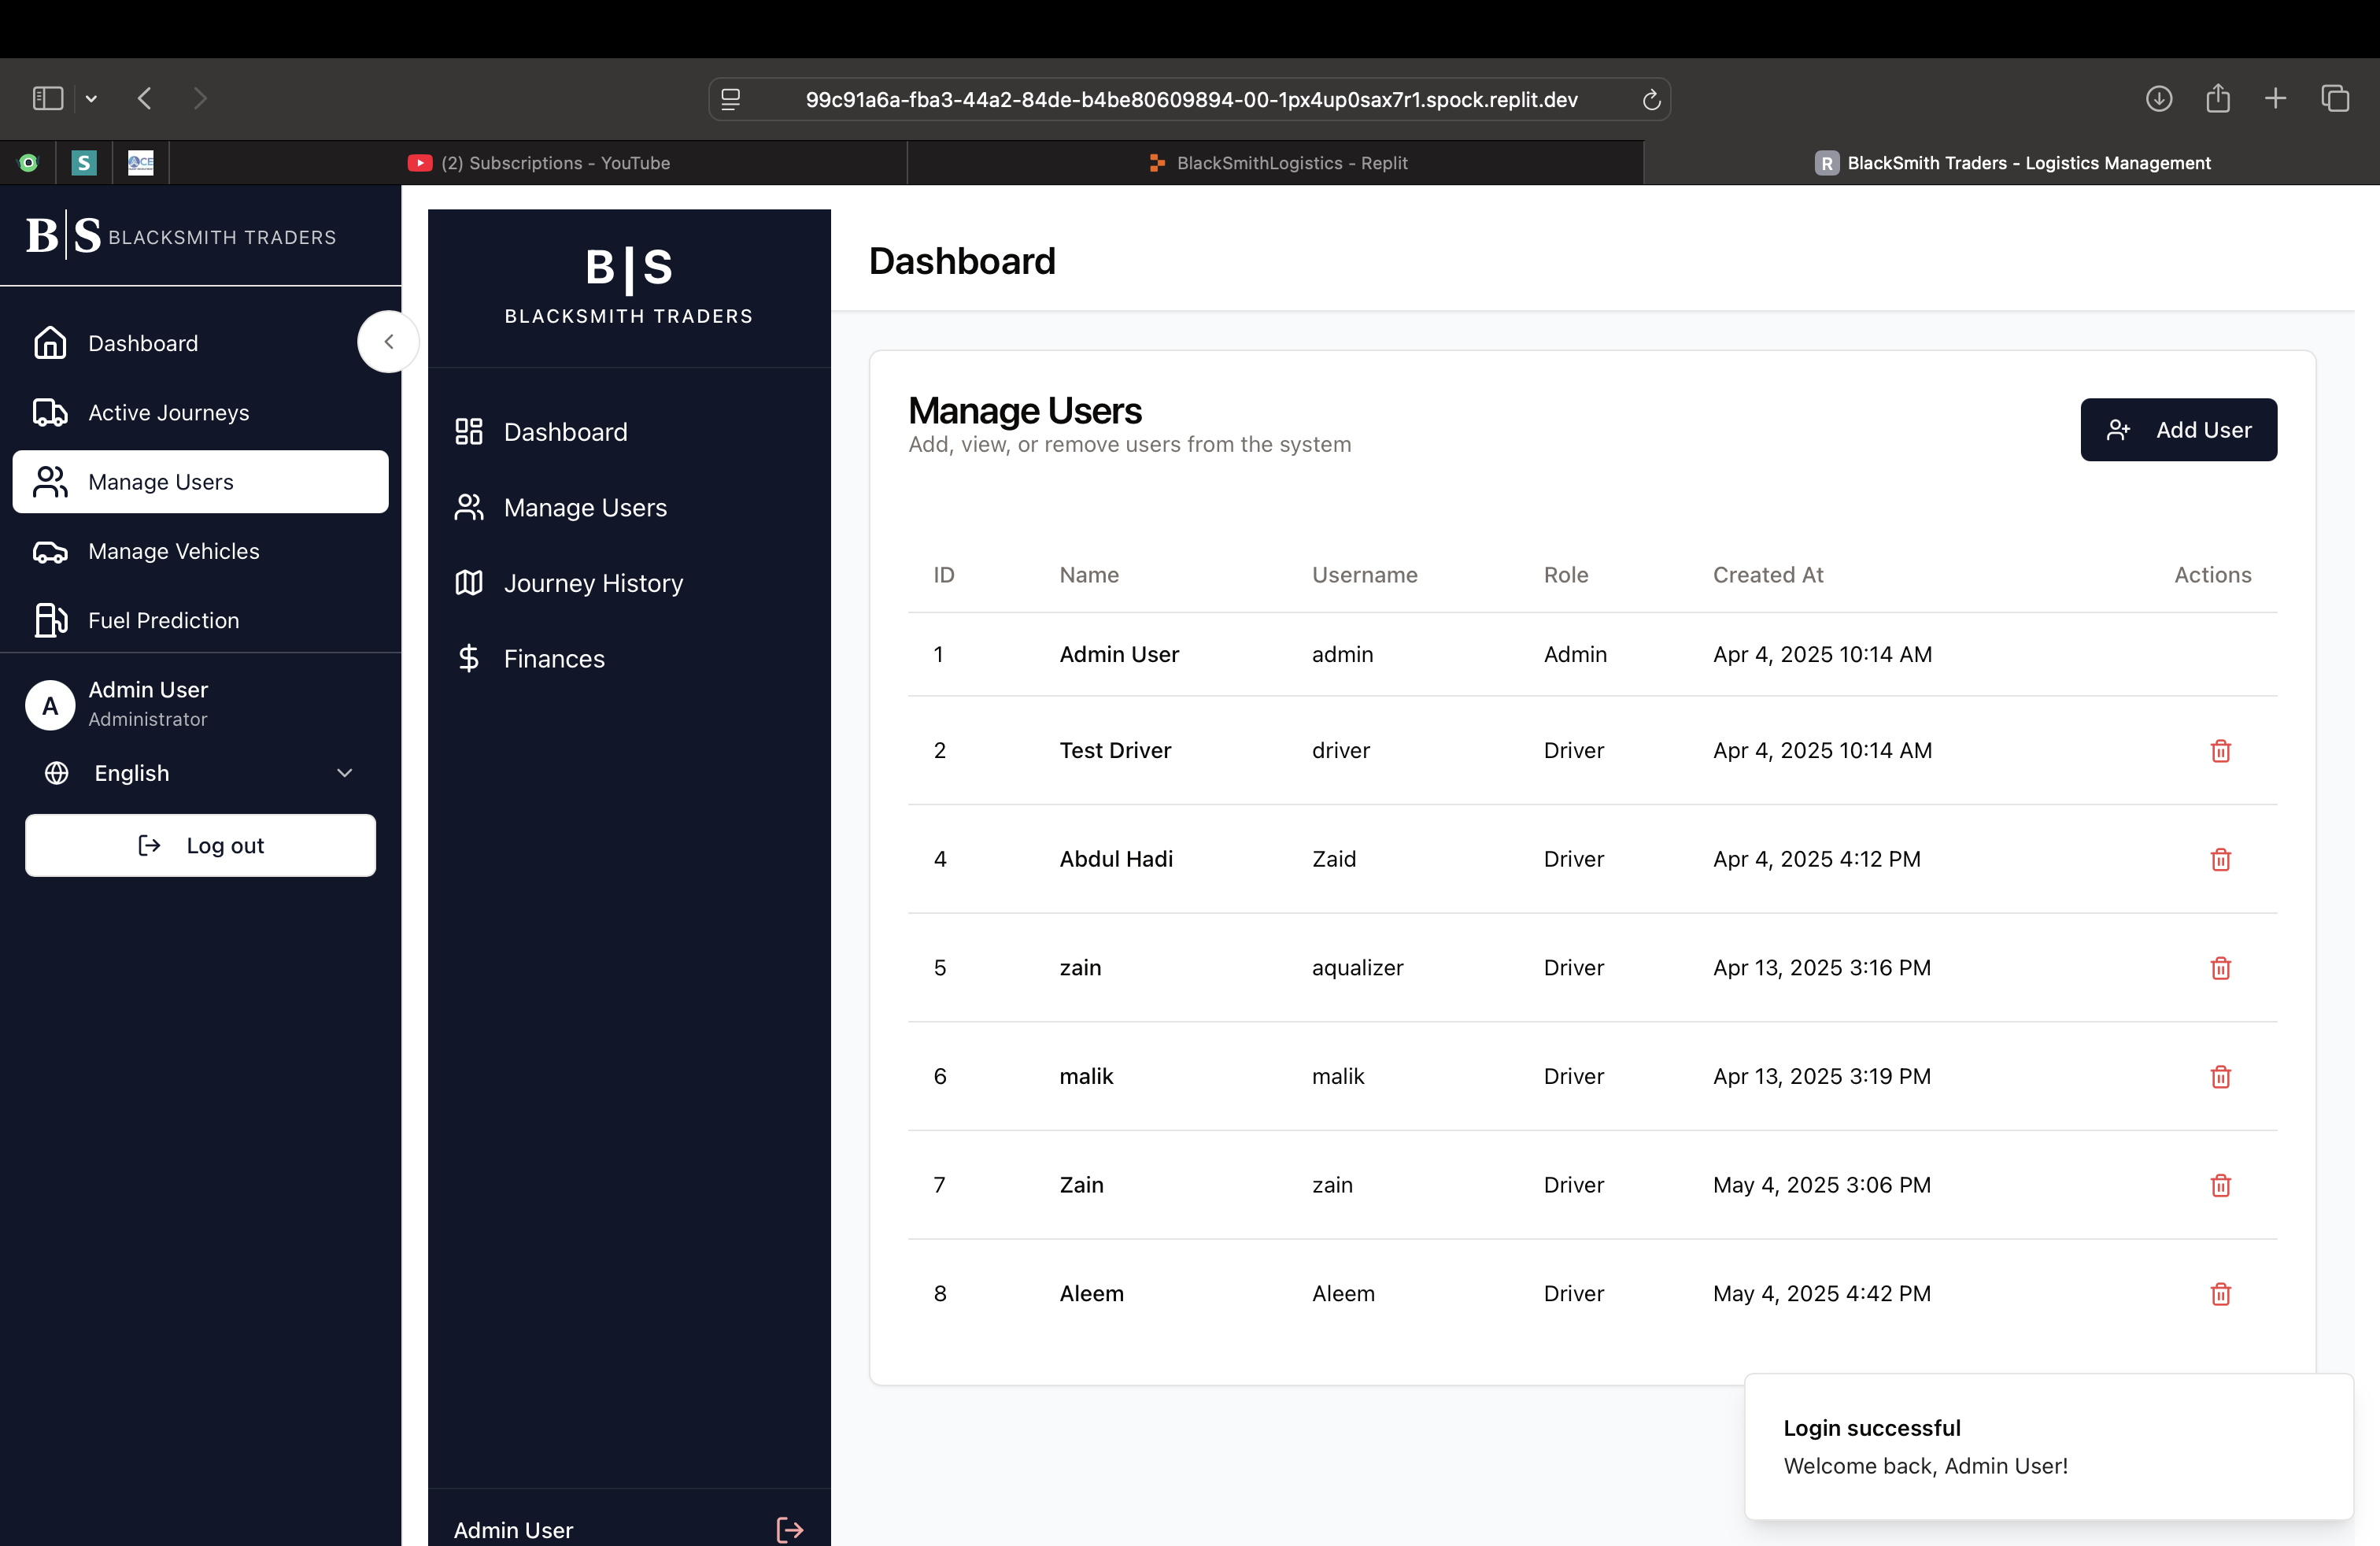 99c91a6a-fba3-44a2-84de-b4be80609894-00-1px4up0sax7r1.spock.replit.dev
S
ACE
(2) Subscriptions - YouTube
BlackSmithLogistics - Replit
R BlackSmith Traders - Logistics Management
B|S BLACKSMITH TRADERS
Dashboard
Active Journeys
Manage Users
Manage Vehicles
Fuel Prediction
A
Admin User
Administrator
English
Log out
B|S
BLACKSMITH TRADERS
Dashboard
Manage Users
Journey History
Finances
Admin User
Dashboard
Manage Users
Add, view, or remove users from the system
Add User
ID Name Username Role Created At Actions
1 Admin User admin Admin Apr 4, 2025 10:14 AM
2 Test Driver driver Driver Apr 4, 2025 10:14 AM
4 Abdul Hadi Zaid Driver Apr 4, 2025 4:12 PM
5 zain aqualizer Driver Apr 13, 2025 3:16 PM
6 malik malik Driver Apr 13, 2025 3:19 PM
7 Zain zain Driver May 4, 2025 3:06 PM
8 Aleem Aleem Driver May 4, 2025 4:42 PM
Login successful
Welcome back, Admin User!